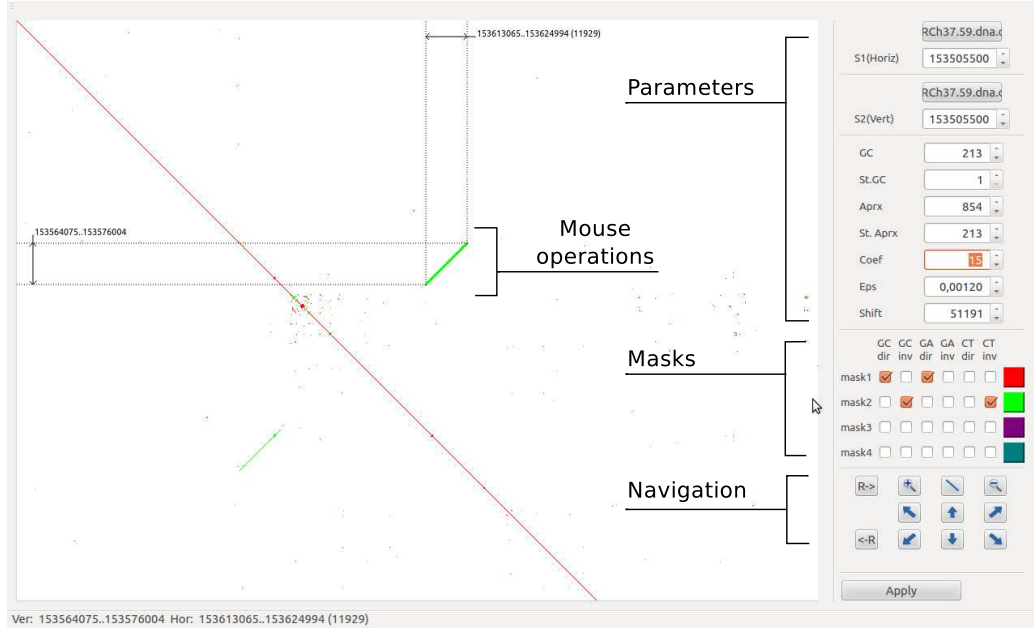 153613065..153624994 (11929)
153564075..153576004
Parameters
Mouse
operations
Masks
Navigation
RCh37.59.dna.c
S1(Horiz) 153505500
RCh37.59.dna.c
S2(Vert) 153505500
GC 213
St.GC 1
Aprx 854
St. Aprx 213
Coef 15
Eps 0,00120
Shift 51191
GC GC GA GA CT CT
dir inv dir inv dir inv
mask1
mask2
mask3
mask4
R->
<-R
Apply
Ver: 153564075..153576004 Hor: 153613065..153624994 (11929)